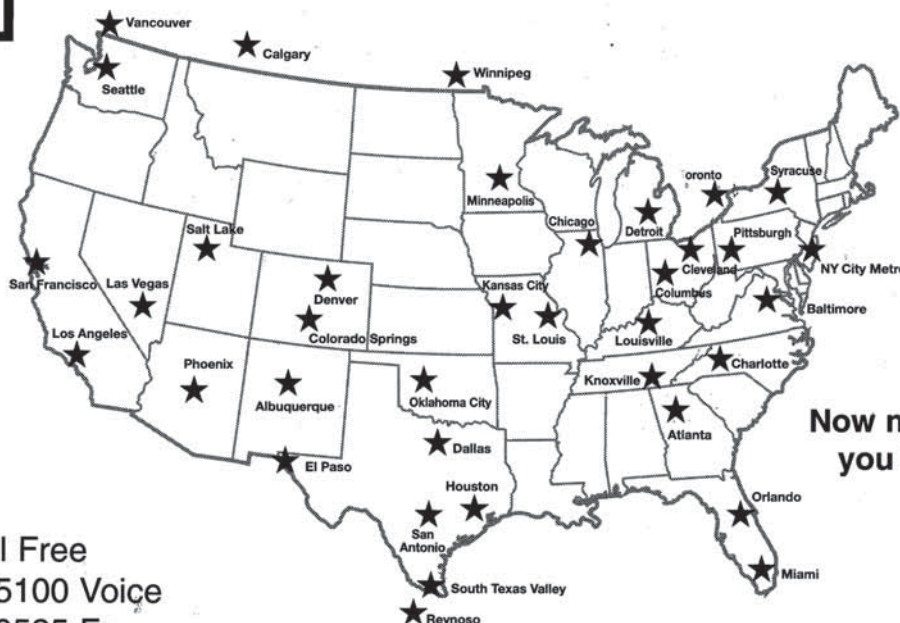 Vancouver
Calgary
Winnipeg
Seattle
Minneapolis
oronto
Syracuse
Chicago
Detroit
Pittsburgh
Salt Lake
Cleveland
NY City Metr
San Francisco
Las Vegas
Denver
Kansas City
Columbus
Baltimore
Colorado Springs
St. Louis
Louisville
Los Angeles
Phoenix
Charlotte
Albuquerque
Oklahoma City
Knoxville
Atlanta
Now n
you
Dallas
El Paso
Houston
Orlando
San
Antonio
l Free
5100 Voice
South Texas Valley
Miami
Reynoso